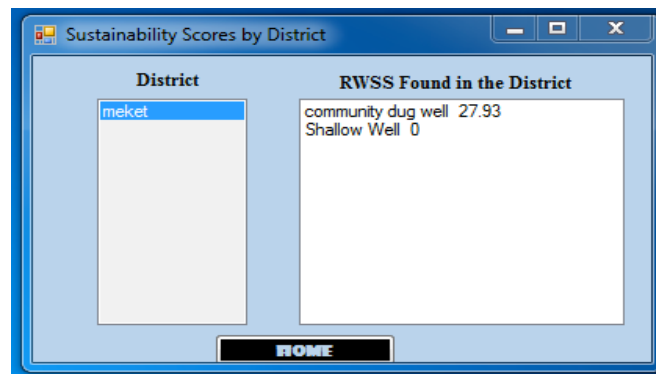 Sustainability Scores by District
District
RWSS Found in the District
meket
community dug well 27.93
Shallow Well 0
HOME